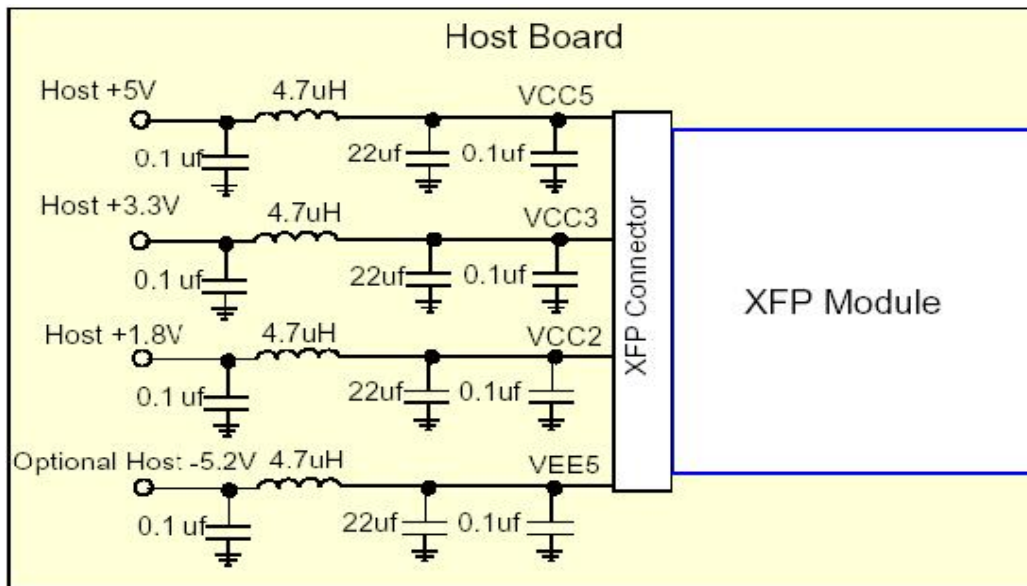 Host Board
Host +5V
4.7uH
VCC5
0.1 uf
22uf
0.1uf
Host +3.3V
4.7uH
VCC3
0.1 uf
22uf
0.1uf
Host +1.8V
4.7uH
VCC2
0.1 uf
22uf
0.1uf
Optional Host -5.2V
4.7uH
VEE5
0.1 uf
22uf
0.1uf
XFP Connector
XFP Module